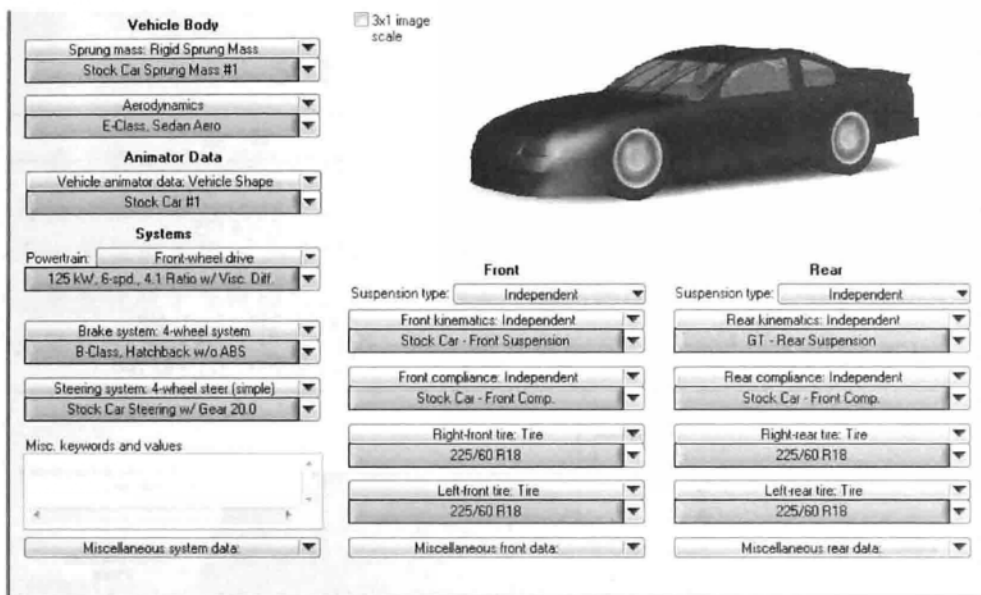 Vehicle Body
Sprung mass: Rigid Sprung Mass
Stock Car Sprung Mass #1
Aerodynamics
E-Class, Sedan Aero
Animator Data
Vehicle animator data: Vehicle Shape
Stock Car #1
Systems
Powertrain: Front-wheel drive
125 kW, 6-spd., 4.1 Ratio w/ Visc. Diff.
Brake system: 4-wheel system
B-Class, Hatchback w/o ABS
Steering system: 4-wheel steer (simple)
Stock Car Steering w/ Gear 20.0
Misc. keywords and values
Miscellaneous system data:
3x1 image
scale
Front
Suspension type: Independent
Front kinematics: Independent
Stock Car - Front Suspension
Front compliance: Independent
Stock Car - Front Comp.
Right-front tire: Tire
225/60 R18
Left-front tire: Tire
225/60 R18
Miscellaneous front data:
Rear
Suspension type: Independent
Rear kinematics: Independent
GT - Rear Suspension
Rear compliance: Independent
Stock Car - Front Comp.
Right-rear tire: Tire
225/60 R18
Left-rear tire: Tire
225/60 R18
Miscellaneous rear data: